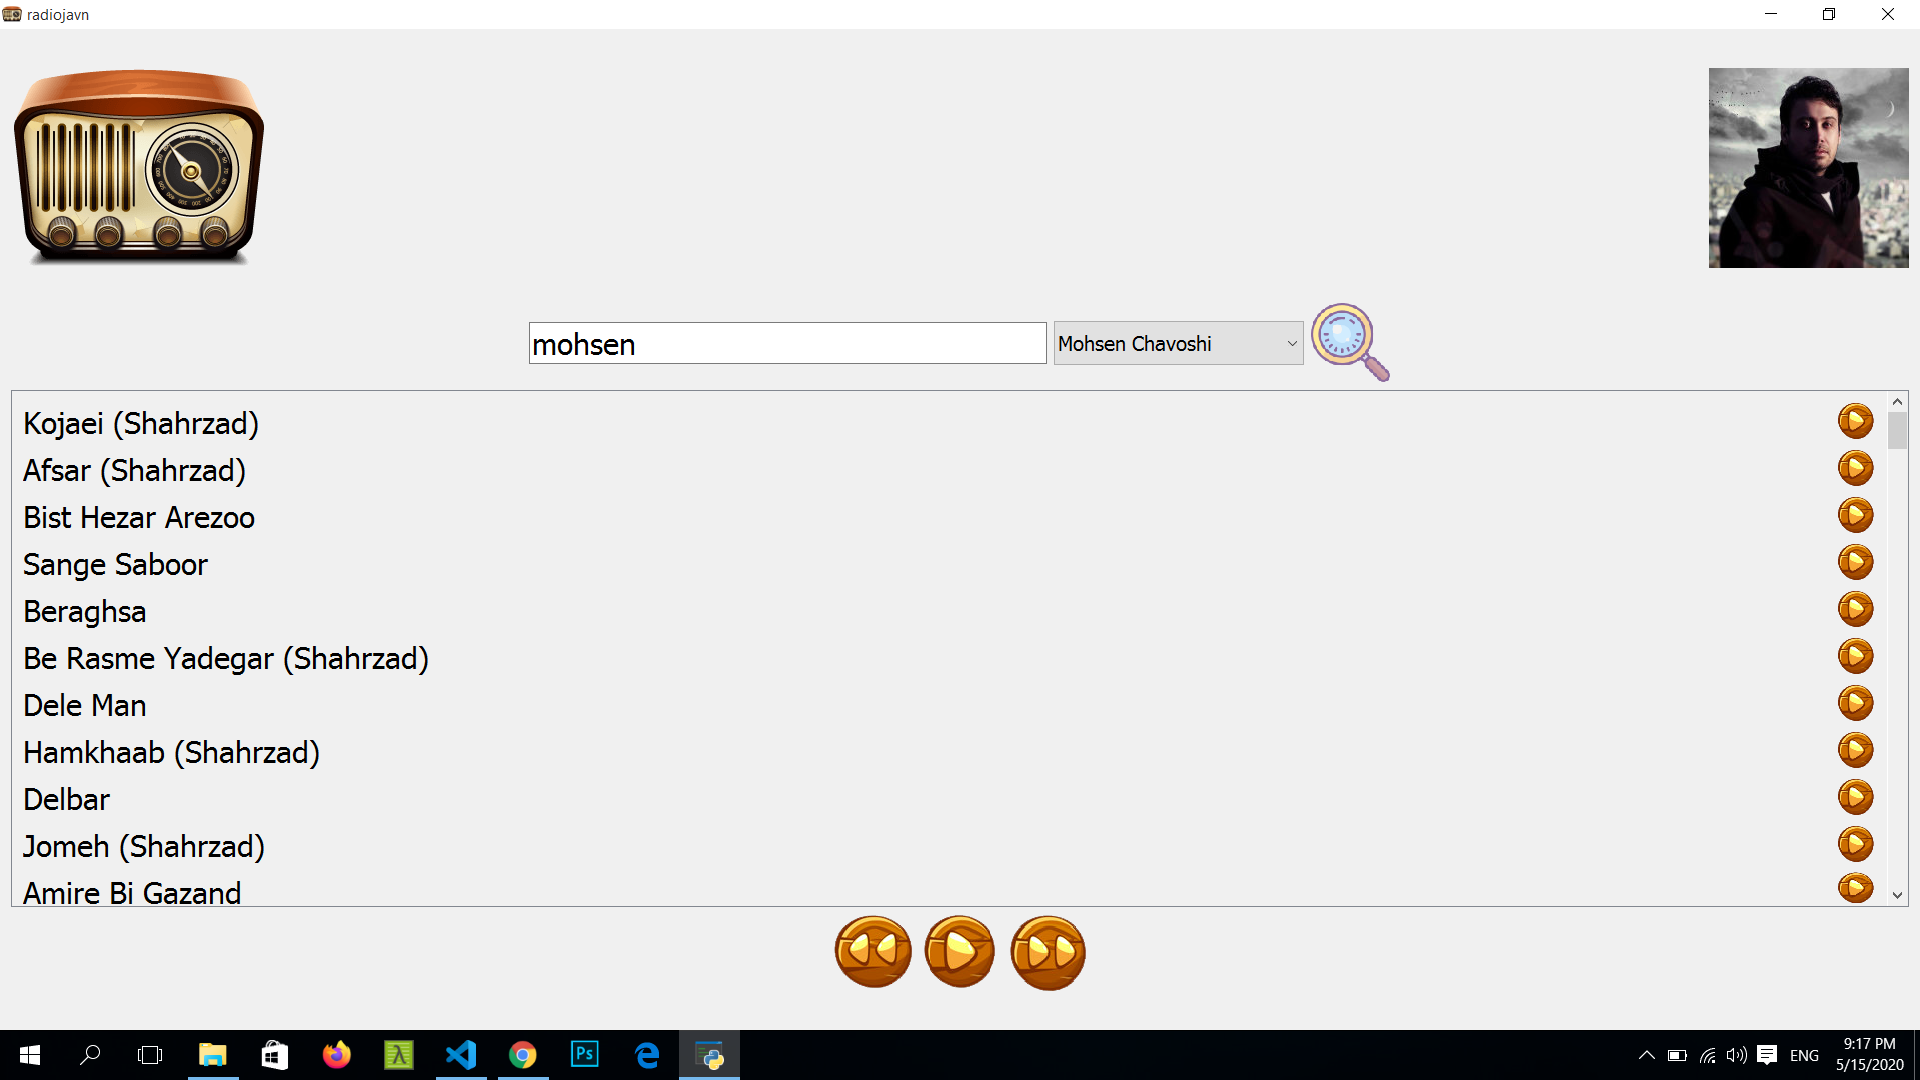 radiojavn
mohsen
Mohsen Chavoshi
Kojaei (Shahrzad)
Afsar (Shahrzad)
Bist Hezar Arezoo
Sange Saboor
Beraghsa
Be Rasme Yadegar (Shahrzad)
Dele Man
Hamkhaab (Shahrzad)
Delbar
Jomeh (Shahrzad)
Amire Bi Gazand
Ps
ENG
9:17 PM
5/15/2020